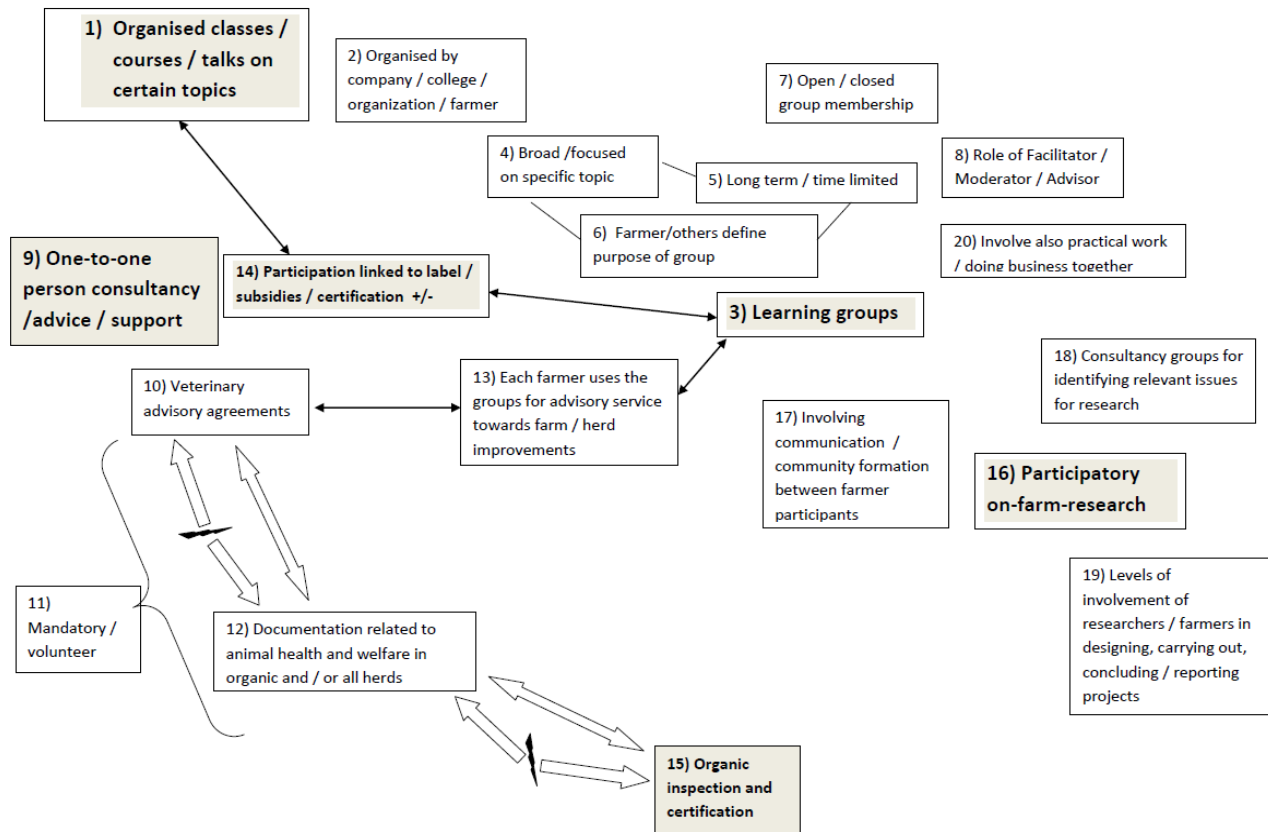 1) Organised classes /
courses / talks on
certain topics
2) Organised by
company / college /
organization / farmer
7) Open / closed
group membership
4) Broad /focused
on specific topic
5) Long term / time limited
8) Role of Facilitator /
Moderator / Advisor
6) Farmer/others define
purpose of group
20) Involve also practical work
/ doing business together
9) One-to-one
person consultancy
/advice / support
14) Participation linked to label /
subsidies / certification +/-
3) Learning groups
18) Consultancy groups for
identifying relevant issues
for research
10) Veterinary
advisory agreements
13) Each farmer uses the
groups for advisory service
towards farm / herd
improvements
17) Involving
communication /
community formation
between farmer
participants
16) Participatory
on-farm-research
11)
Mandatory /
volunteer
12) Documentation related to
animal health and welfare in
organic and / or all herds
19) Levels of
involvement of
researchers / farmers in
designing, carrying out,
concluding / reporting
projects
15) Organic
inspection and
certification